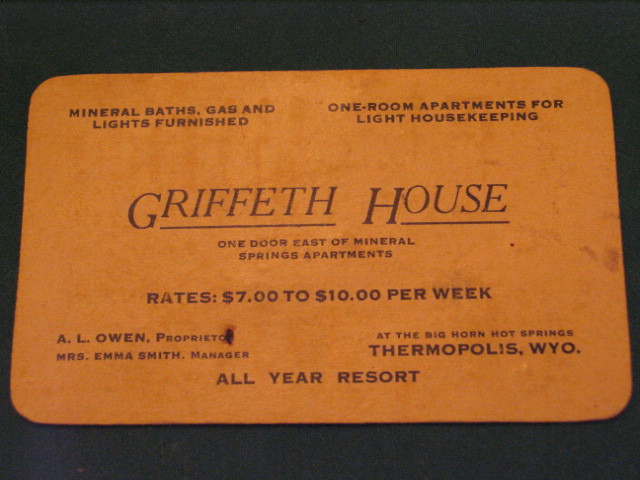 MINERAL BATHS, GAS AND
LIGHTS FURNISHED
ONE-ROOM APARTMENTS FOR
LIGHT HOUSEKEEPING
GRIFFETH HOUSE
ONE DOOR EAST OF MINERAL
SPRINGS APARTMENTS
RATES: $7.00 TO $10.00 PER WEEK
A. L. OWEN, PROPRIETOR
MRS. EMMA SMITH, MANAGER
AT THE BIG HORN HOT SPRINGS
THERMOPOLIS, WYO.
ALL YEAR RESORT